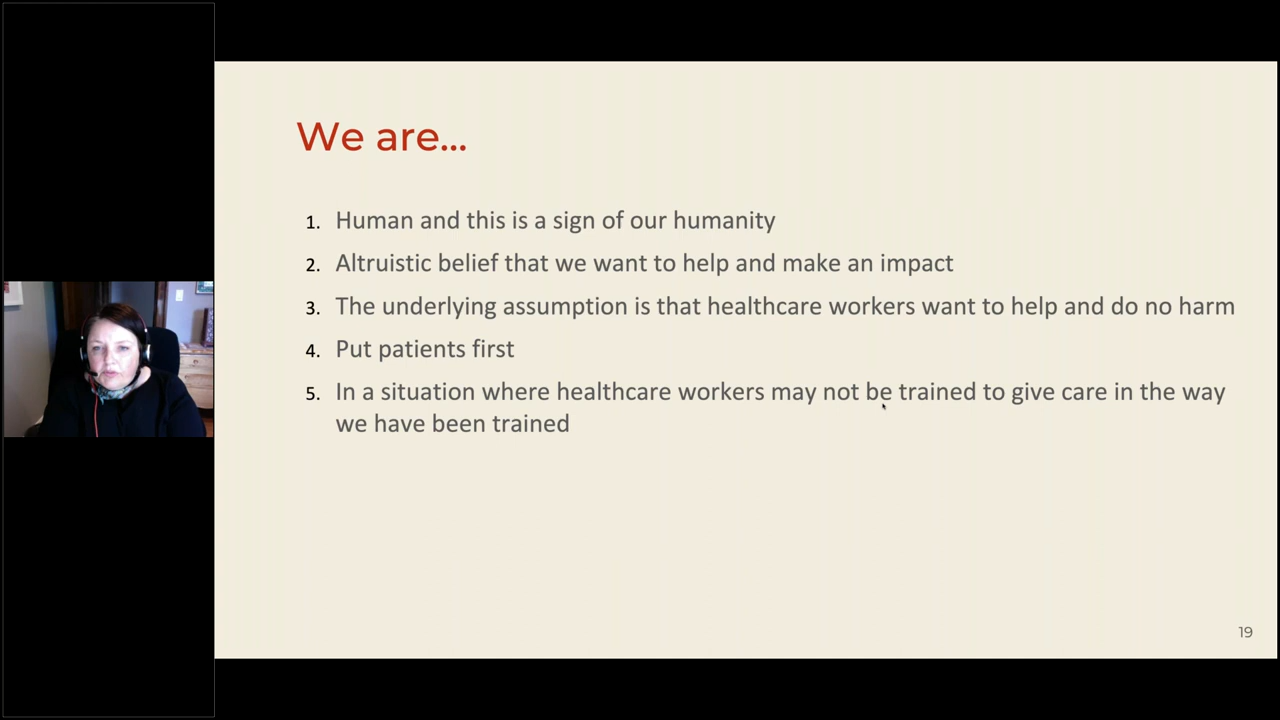 We are...
1. Human and this is a sign of our humanity
2. Altruistic belief that we want to help and make an impact
3. The underlying assumption is that healthcare workers want to help and do no harm
4. Put patients first
5. In a situation where healthcare workers may not be trained to give care in the way
we have been trained
19